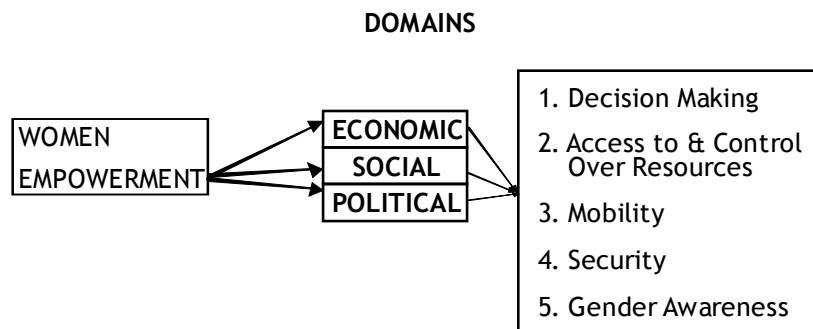 DOMAINS
WOMEN
EMPOWERMENT
ECONOMIC
SOCIAL
POLITICAL
1. Decision Making
2. Access to & Control
Over Resources
3. Mobility
4. Security
5. Gender Awareness